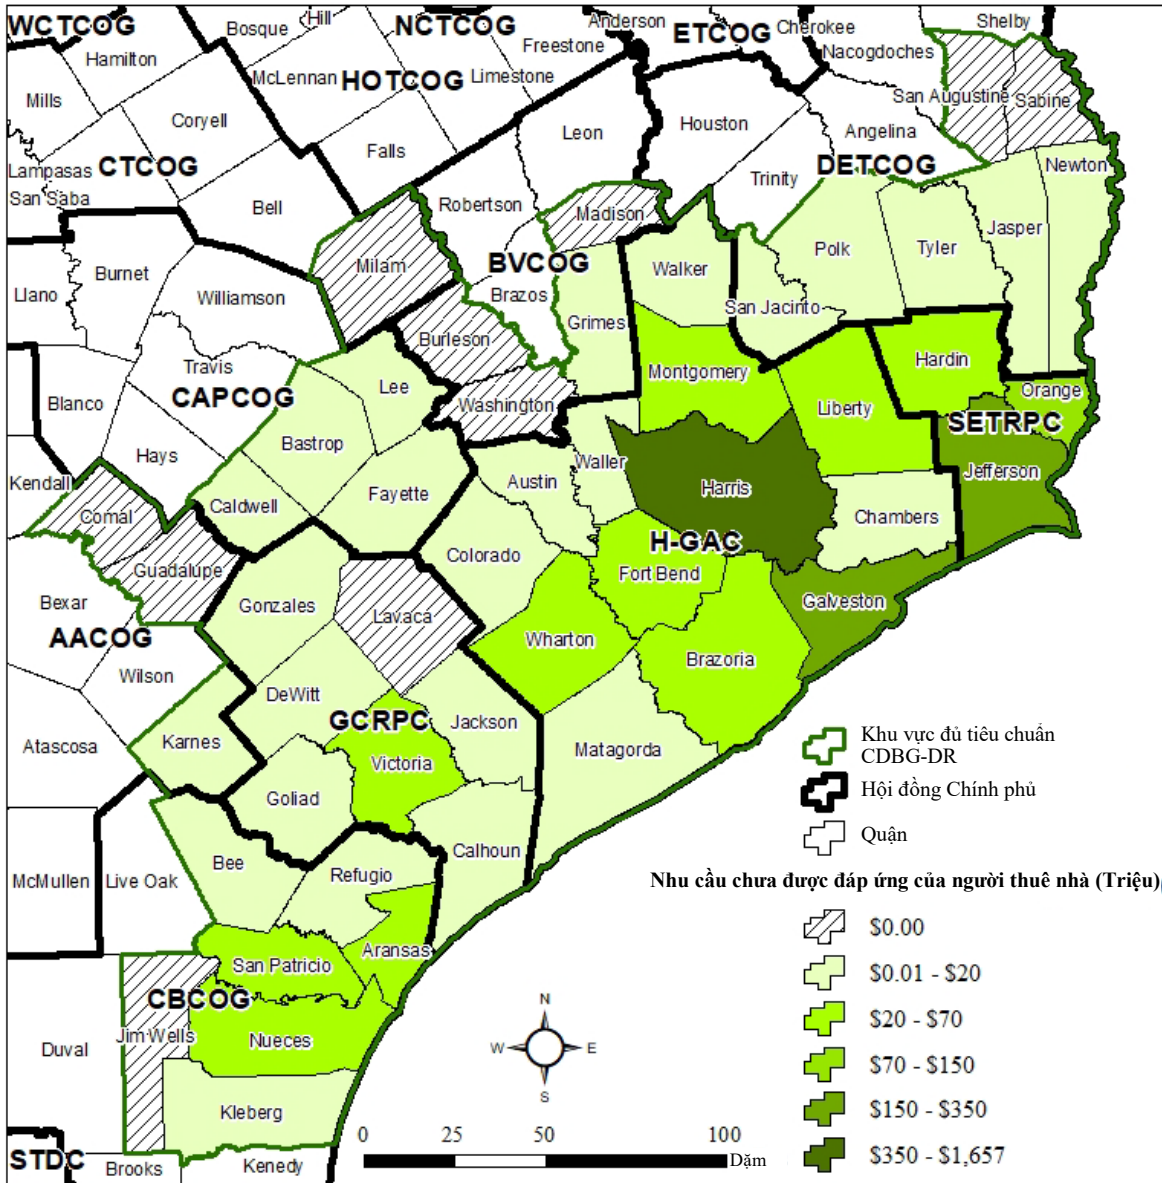 WCTCOG
Hamilton
Bosque
Hill
NCTCOG
Anderson
ETCOG
Cherokee
Shelby
Nacogdoches
Freestone
McLennan
HOTCOG
Limestone
Mills
Coryell
Leon
Houston
San Augustine
Sabine
Angelina
Falls
Lampasas
CTCOG
San Saba
Bell
Trinity
DETCOG
Newton
Robertson
Madison
Jasper
Milam
Polk
Tyler
Burnet
BVCOG
Walker
Llano
Williamson
Brazos
San Jacinto
Grimes
Burleson
Travis
Lee
Montgomery
Hardin
Orange
Blanco
CAPCOG
Washington
Liberty
SETRPC
Bastrop
Hays
Waller
Jefferson
Kendall
Austin
Harris
Fayette
Caldwell
Chambers
Comal
H-GAC
Colorado
Guadalupe
Fort Bend
Bexar
Gonzales
Lavaca
Galveston
AACOG
Wharton
Brazoria
Wilson
DeWitt
GCRPC
Jackson
Karnes
Atascosa
Victoria
Matagorda
Goliad
Calhoun
Bee
Refugio
McMullen
Live Oak
Aransas
San Patricio
CBCOG
Jim Wells
Nueces
Duval
Kleberg
STDC
Brooks
Kenedy
Khu vực đủ tiêu chuẩn
CDBG-DR
Hội đồng Chính phủ
Quận
Nhu cầu chưa được đáp ứng của người thuê nhà (Triệu)
$0.00
$0.01 - $20
$20 - $70
$70 - $150
$150 - $350
$350 - $1,657
N
W
E
S
0
25
50
100
Dặm